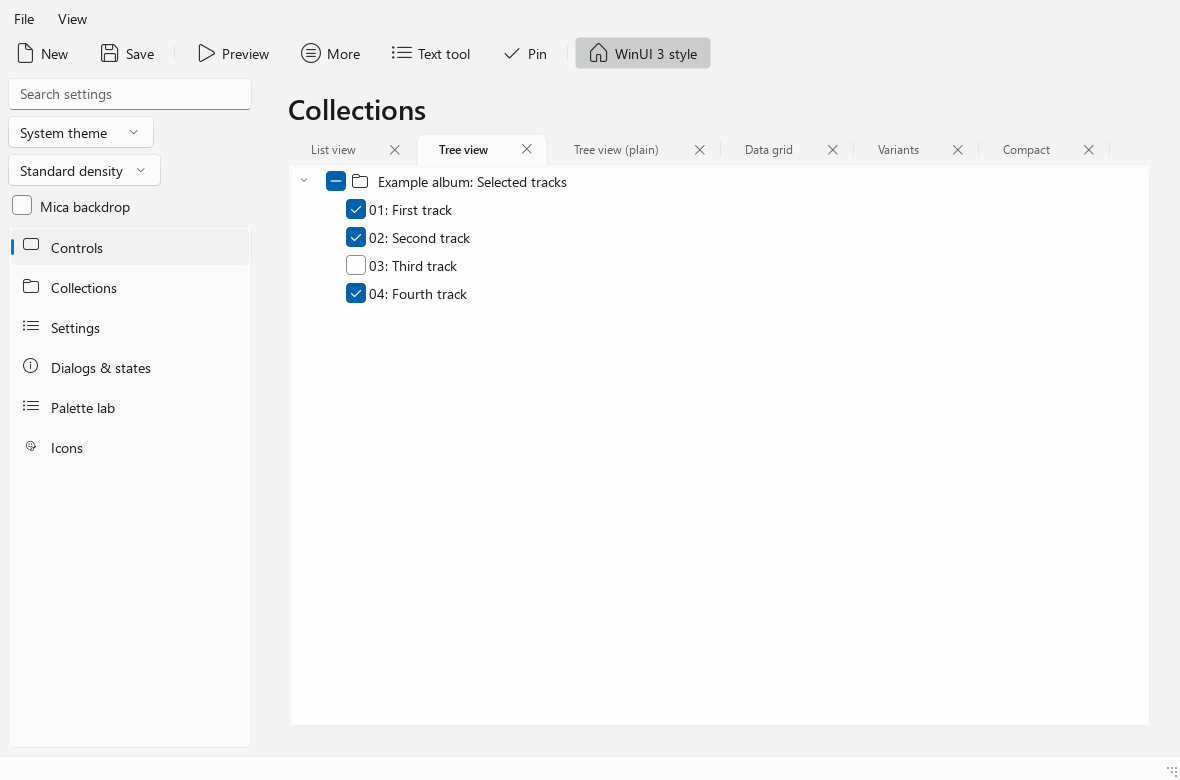 File View
New Save Preview More Text tool Pin WinUI 3 style
Search settings
System theme
Standard density
Mica backdrop
Controls
Collections
Settings
Dialogs & states
Palette lab
Icons
Collections
List view Tree view Tree view (plain) Data grid Variants Compact
Example album: Selected tracks
01: First track
02: Second track
03: Third track
04: Fourth track